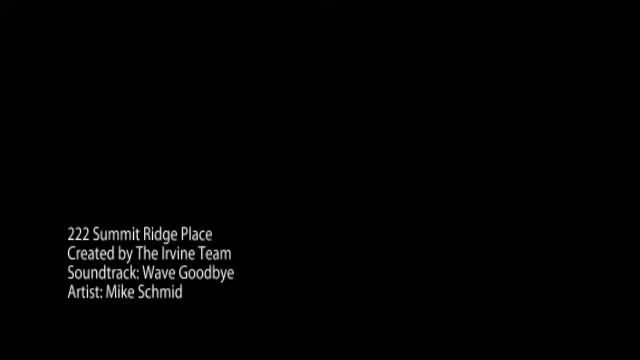 222 Summit Ridge Place
Created by The Irvine Team
Soundtrack: Wave Goodbye
Artist: Mike Schmid